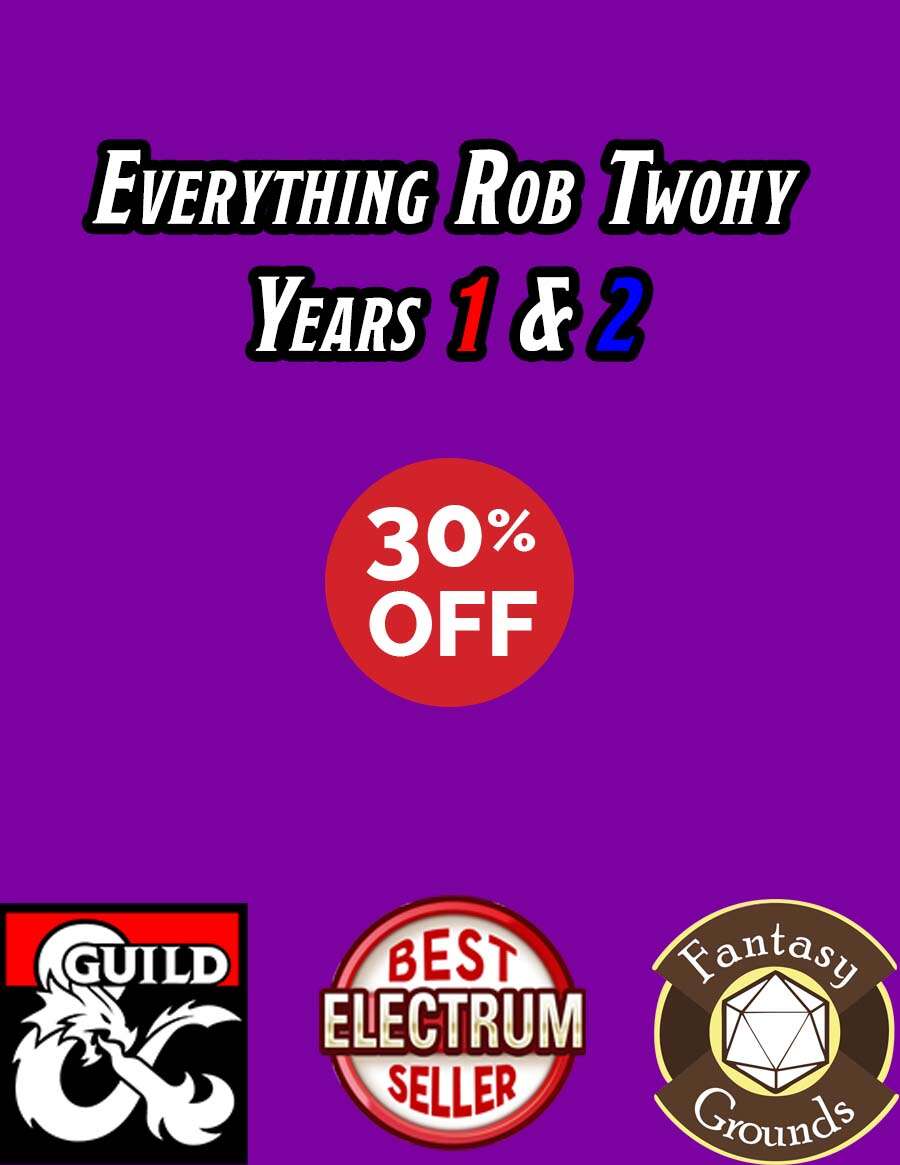 Everything Rob Twohy
Years 1 & 2
30%
OFF
GUILD
BEST
ELECTRUM
SELLER
Fantasy
Grounds